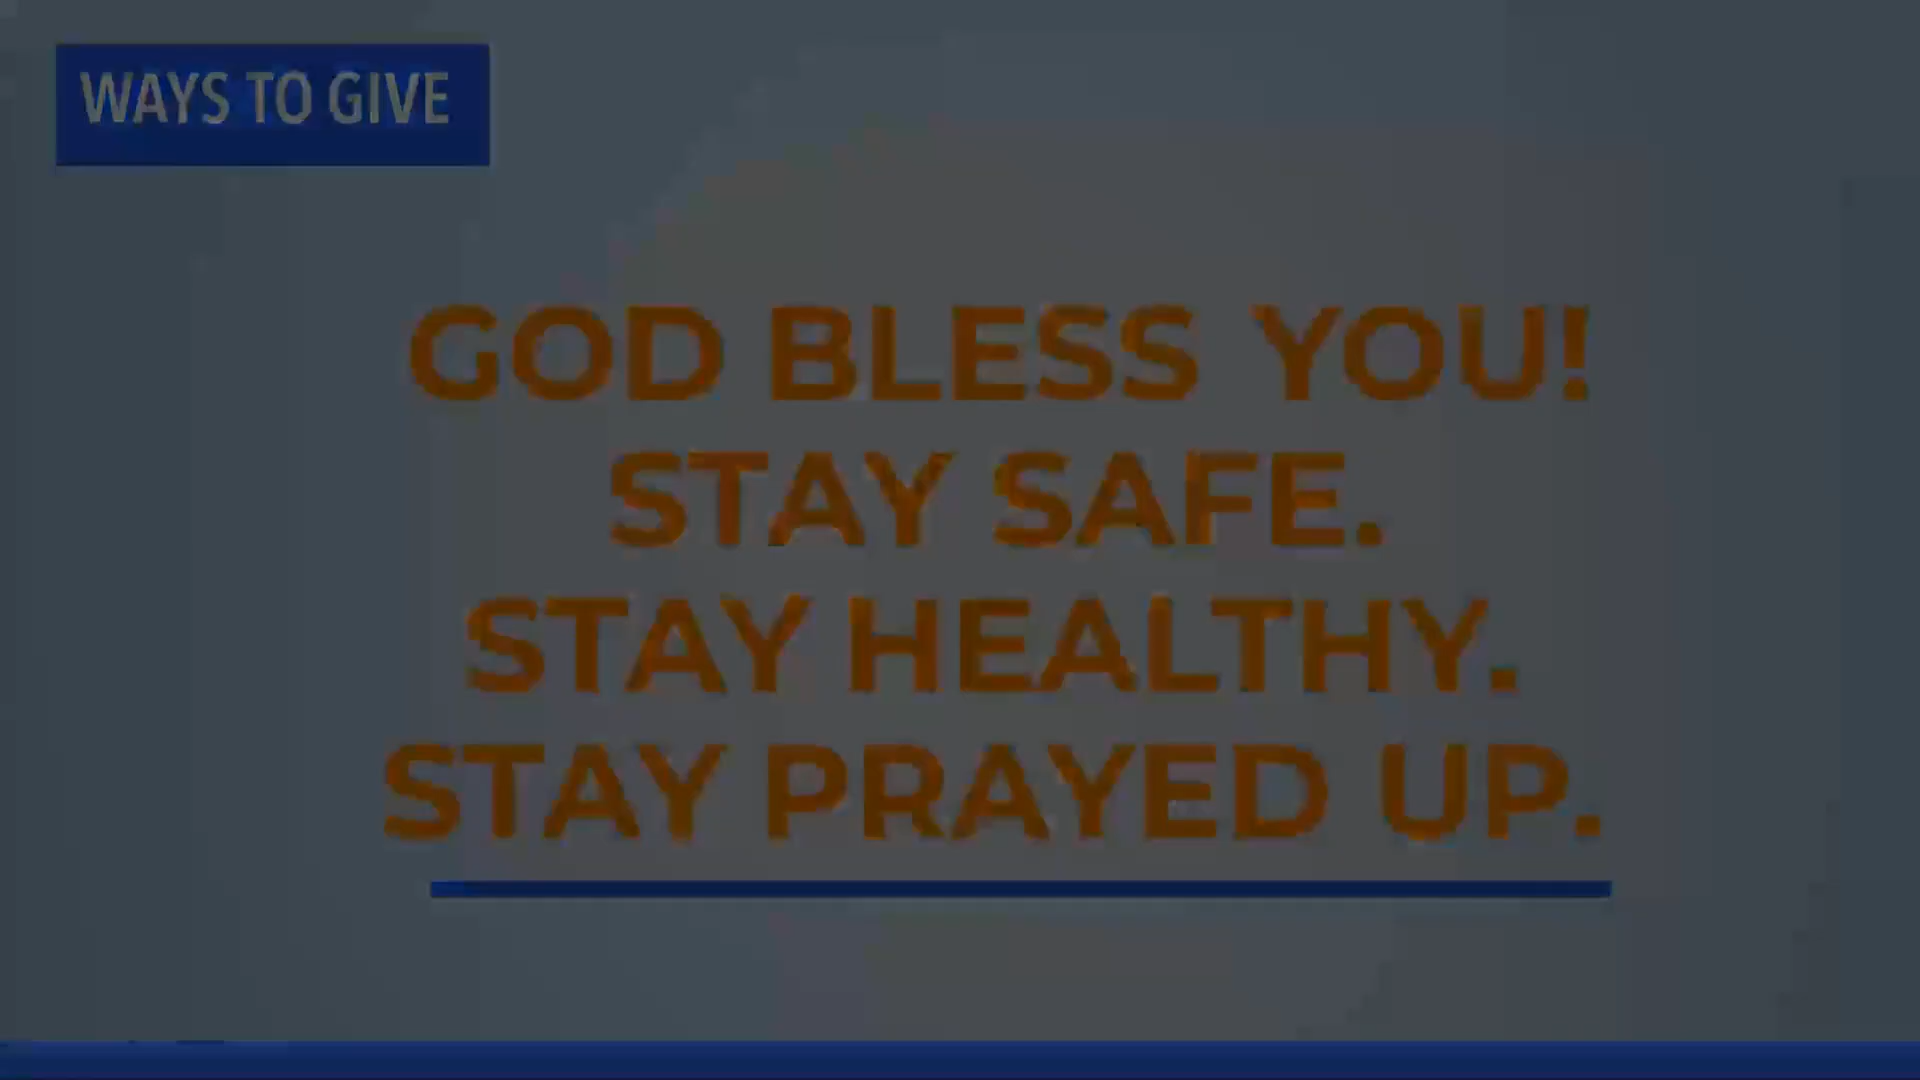 WAYS TO GIVE
GOD BLESS YOU!
STAY SAFE.
STAY HEALTHY.
STAY PRAYED UP.